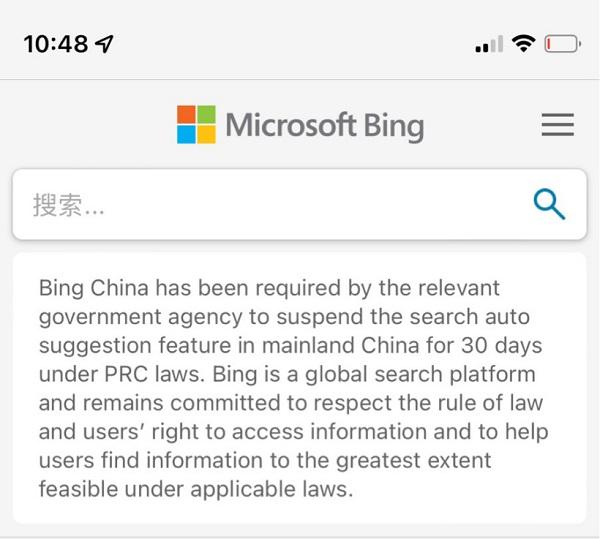 10:48
Microsoft Bing
搜索...
Bing China has been required by the relevant
government agency to suspend the search auto
suggestion feature in mainland China for 30 days
under PRC laws. Bing is a global search platform
and remains committed to respect the rule of law
and users’ right to access information and to help
users find information to the greatest extent
feasible under applicable laws.